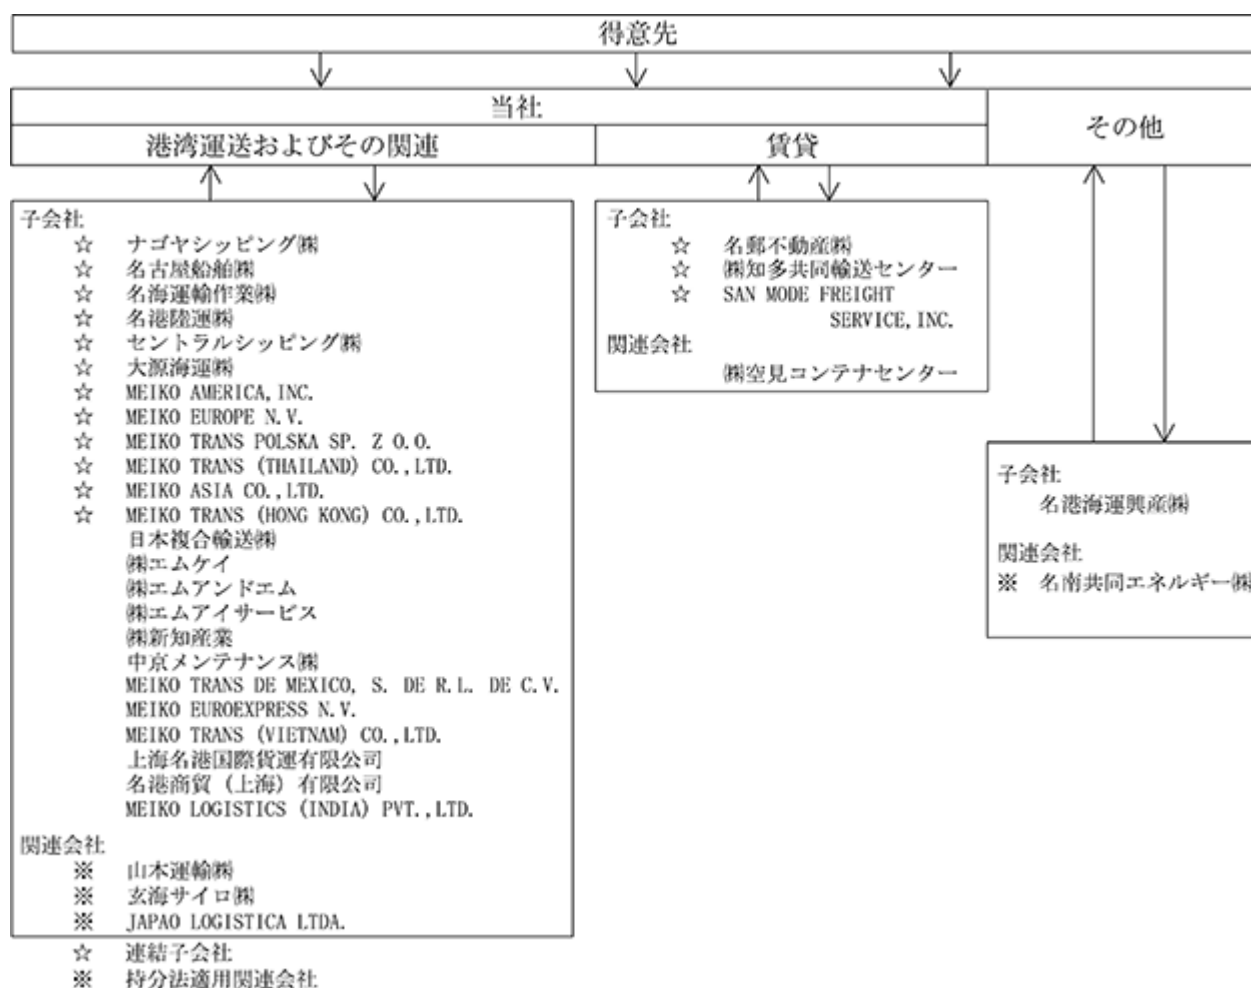 得意先
当社
その他
港湾運送およびその関連
賃貸
子会社
☆ ナゴヤシッピング㈱
☆ 名古屋船舶㈱
☆ 名海運輸作業㈱
☆ 名港陸運㈱
☆ セントラルシッピング㈱
☆ 大源海運㈱
☆ MEIKO AMERICA, INC.
☆ MEIKO EUROPE N.V.
☆ MEIKO TRANS POLSKA SP. Z O.O.
☆ MEIKO TRANS (THAILAND) CO.,LTD.
☆ MEIKO ASIA CO.,LTD.
☆ MEIKO TRANS (HONG KONG) CO.,LTD.
日本複合輸送㈱
㈱エムケイ
㈱エムアンドエム
㈱エムアイサービス
㈱新知産業
中京メンテナンス㈱
MEIKO TRANS DE MEXICO, S. DE R.L. DE C.V.
MEIKO EUROEXPRESS N.V.
MEIKO TRANS (VIETNAM) CO.,LTD.
上海名港国際貨運有限公司
名港商貿（上海）有限公司
MEIKO LOGISTICS (INDIA) PVT.,LTD.
関連会社
※ 山本運輸㈱
※ 玄海サイロ㈱
※ JAPAO LOGISTICA LTDA.
子会社
☆ 名郵不動産㈱
☆ ㈱知多共同輸送センター
☆ SAN MODE FREIGHT
SERVICE, INC.
関連会社
㈱空見コンテナセンター
子会社
名港海運興産㈱
関連会社
※ 名南共同エネルギー㈱
☆ 連結子会社
※ 持分法適用関連会社